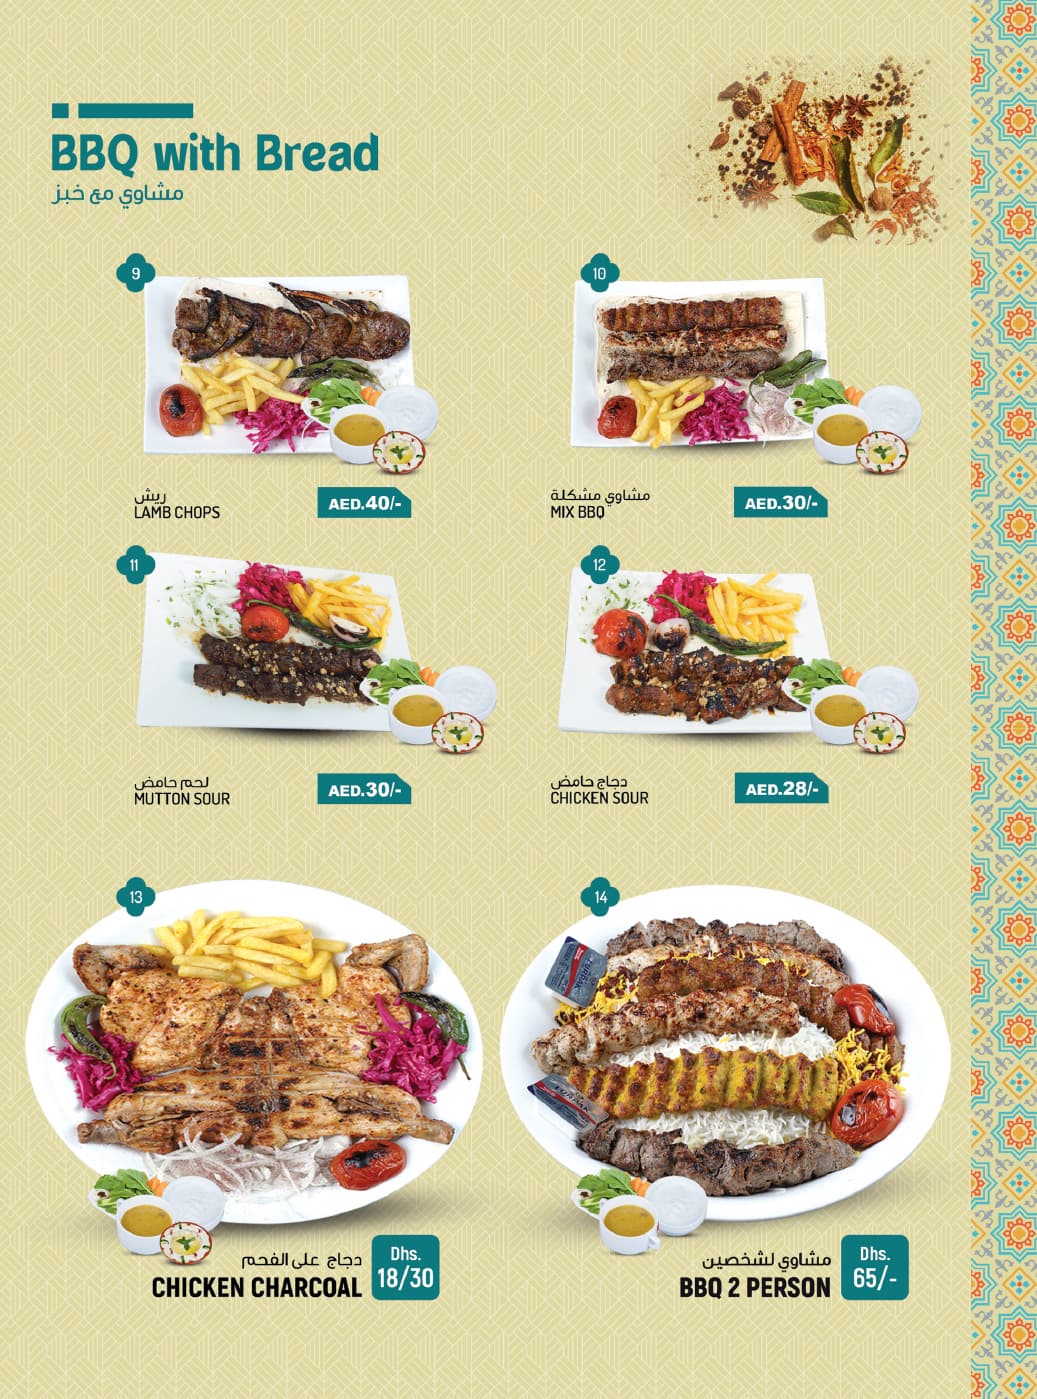 BBQ with Bread
مشاوي مع خبز
9
ريش
LAMB CHOPS
AED.40/-
10
مشاوي مشكلة
MIX BBQ
AED.30/-
11
لحم حامض
MUTTON SOUR
AED.30/-
12
دجاج حامض
CHICKEN SOUR
AED.28/-
13
دجاج على الفحم
CHICKEN CHARCOAL
Dhs.
18/30
14
مشاوي لشخصين
BBQ 2 PERSON
Dhs.
65/-